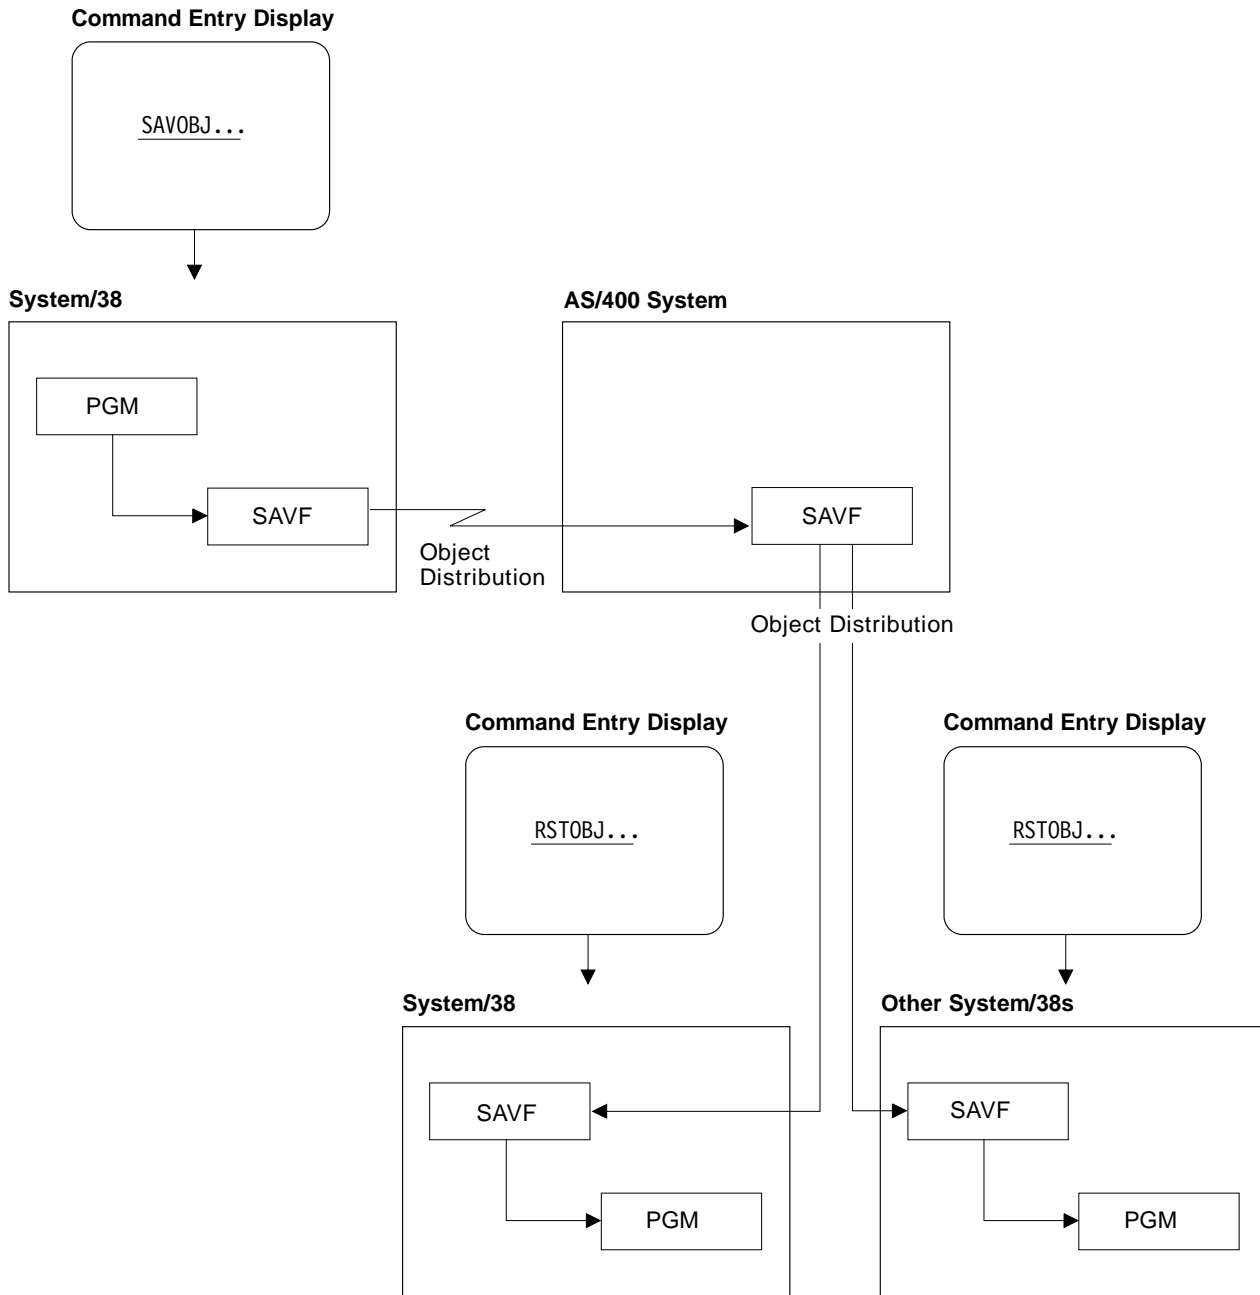 Command Entry Display
SAVOBJ...
System/38
AS/400 System
PGM
SAVF
SAVF
Object
Distribution
Object Distribution
Command Entry Display
Command Entry Display
RSTOBJ...
RSTOBJ...
System/38
Other System/38s
SAVF
SAVF
PGM
PGM